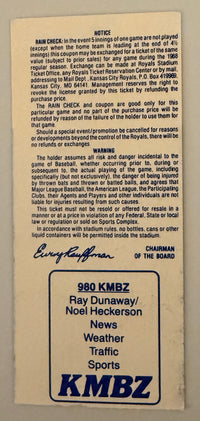 NOTICE
RAIN CHECK: In the event 5 innings of one game are not played
(except when the home team is leading at the end of 4½
innings) this coupon may be exchanged for a ticket of the same
value (subject to prior sales) for any game during the 1988
regular season. Exchange can be made at Royals Stadium
Ticket Office, any Royals Ticket Reservation Center or by mail,
addressing to Mail Dept., Kansas City Royals, P.O. Box 419969,
Kansas City, MO 64141. Management reserves the right to
revoke the license granted by this ticket by refunding the
purchase price.
The RAIN CHECK and coupon are good only for this
particular game and no part of the purchase price will be
refunded by reason of the failure of the holder to use them for
that game.
Should a special event/promotion be cancelled for reasons
or developments beyond the control of the Royals, there will be
no refunds or exchanges.
WARNING
The holder assumes all risk and danger incidental to the
game of Baseball, whether occurring prior to, during or
subsequent to, the actual playing of the game, including
specifically (but not exclusively), the danger of being injured
by thrown bats and thrown or batted balls, and agrees that
Major League Baseball, the American League, the Participating
Clubs, their Agents and Players and other Individuals are not
liable for injuries resulting from such causes.
This ticket must not be resold or offered for resale in a
manner or at a price in violation of any Federal, State or local
law or regulation or sold on Sports Complex.
In accordance with stadium rules, no bottles, cans or other
liquid containers will be permitted inside the stadium.
Ewing Kauffman
CHAIRMAN
OF THE BOARD
980 KMBZ
Ray Dunaway/
Noel Heckerson
News
Weather
Traffic
Sports
KMBZ